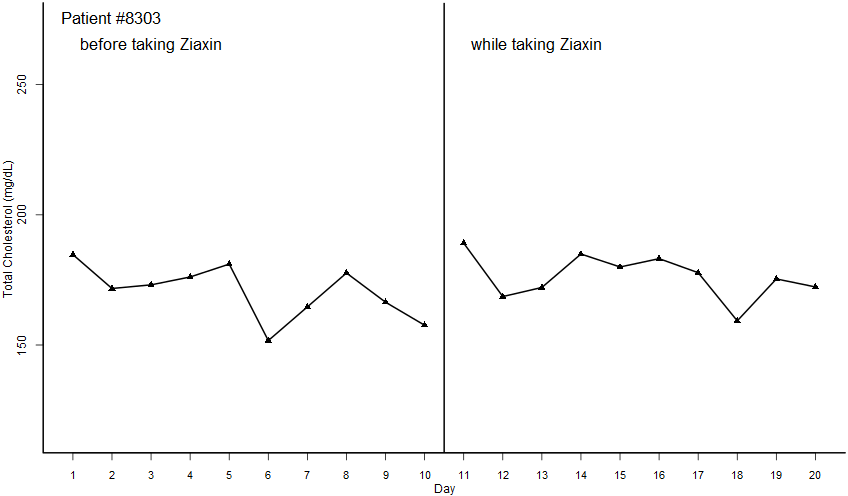 Patient #8303
before taking Ziaxin
while taking Ziaxin
Total Cholesterol (mg/dL)
250
200
150
1 2 3 4 5 6 7 8 9 10 11 12 13 14 15 16 17 18 19 20
Day